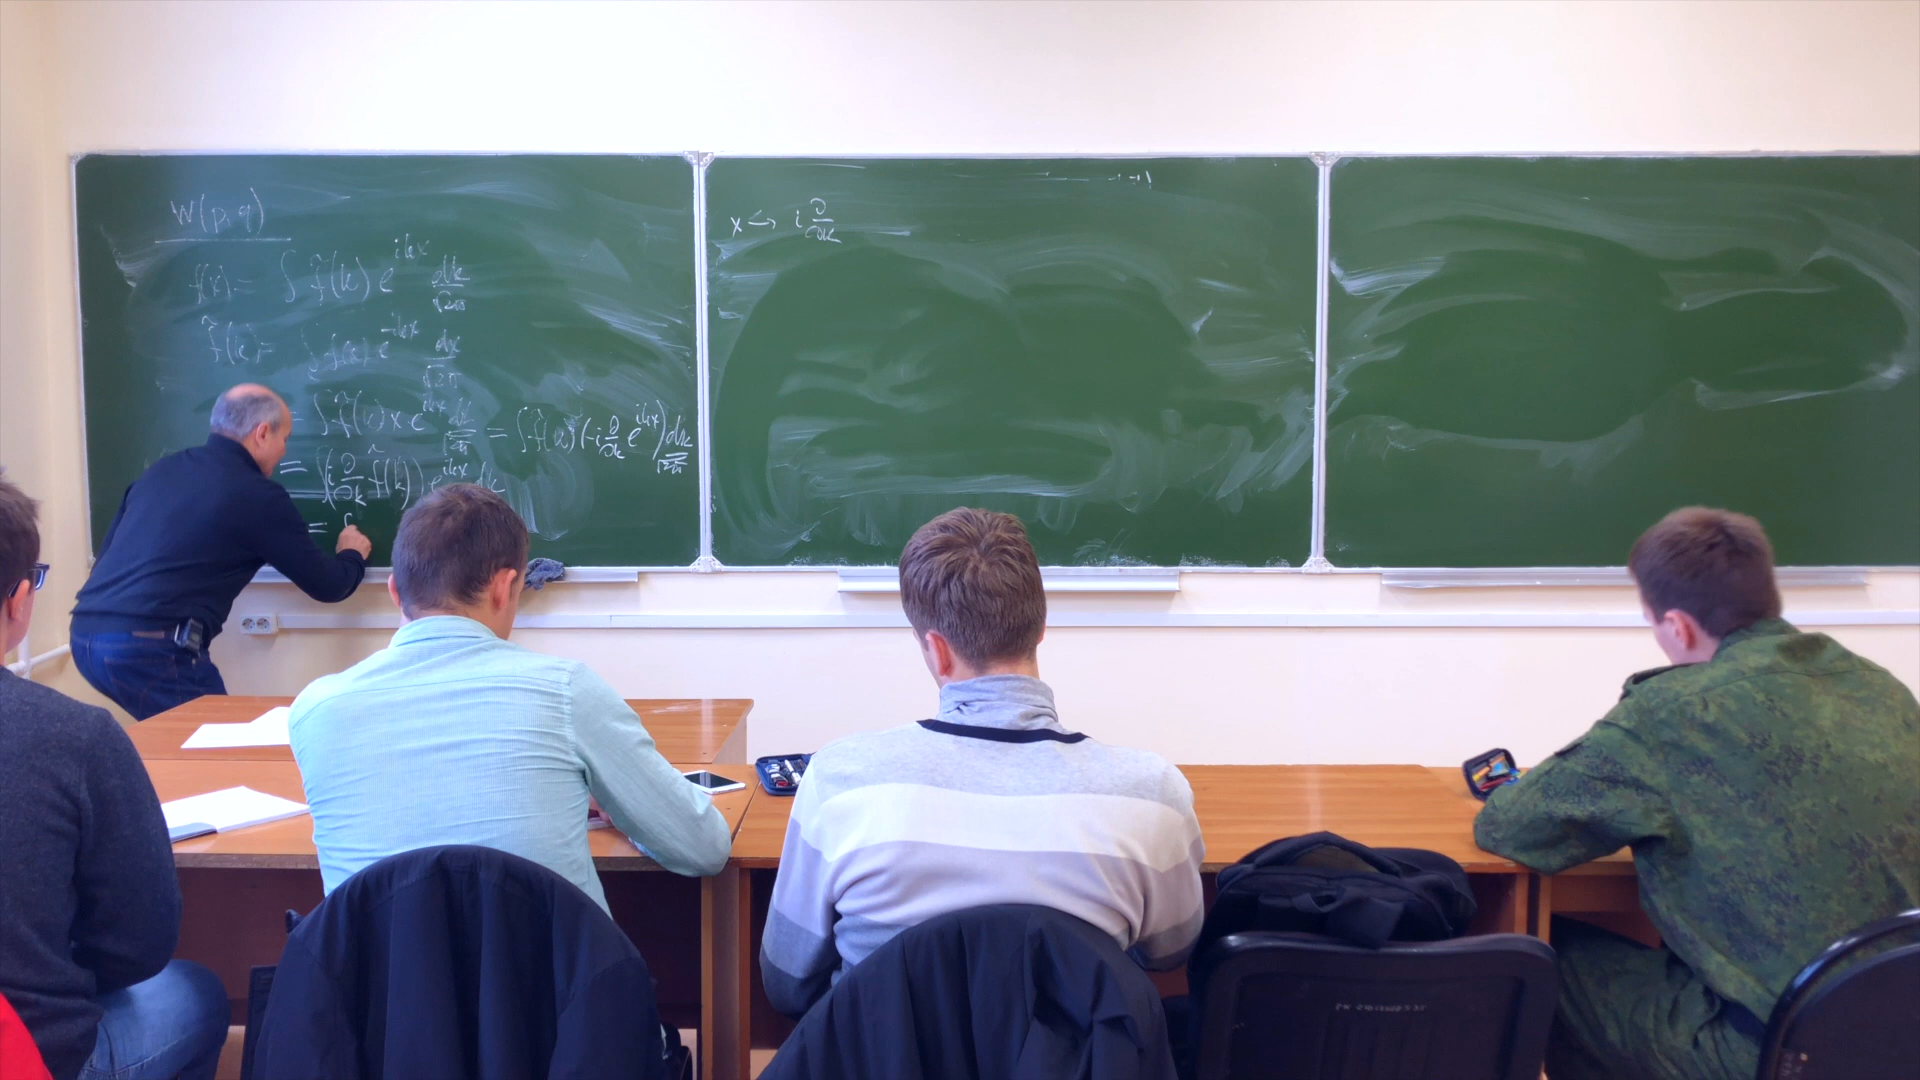 W(p,q)
f(x) = ∫ f̃(k) e^{ikx} dk/√2π
f̃(k) = ∫ f(x) e^{-ikx} dx/√2π
= ∫ f̃(k) x e^{ikx} dk/√2π = ∫ f̃(k) (-i ∂/∂k e^{ikx}) dk/√2π
= ∫ (i ∂/∂k f̃(k)) e^{ikx} dk
= ∫
x ↔ i ∂/∂k